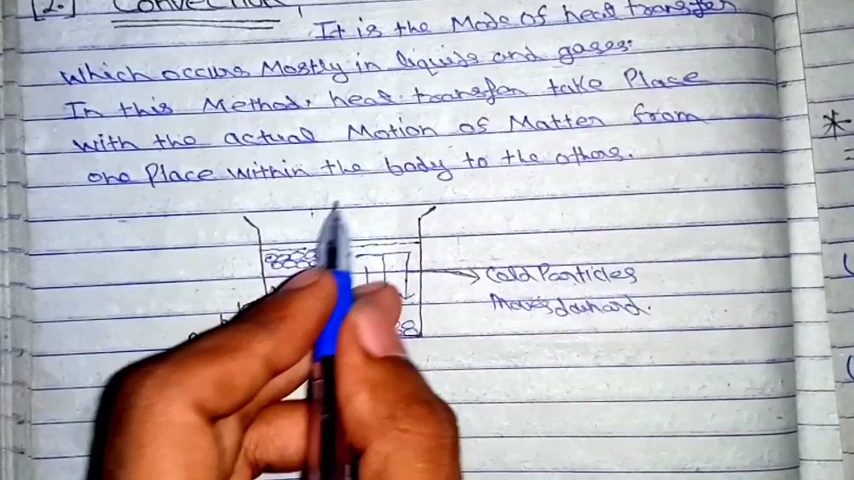 [2.] Convection,
It is the Mode of heat transfer
which occurs Mostly in liquids and gases.
In this Method, heat transfer take Place
with the actual Motion of Matter from
one Place within the body to the others.
Cold Particles
Moves